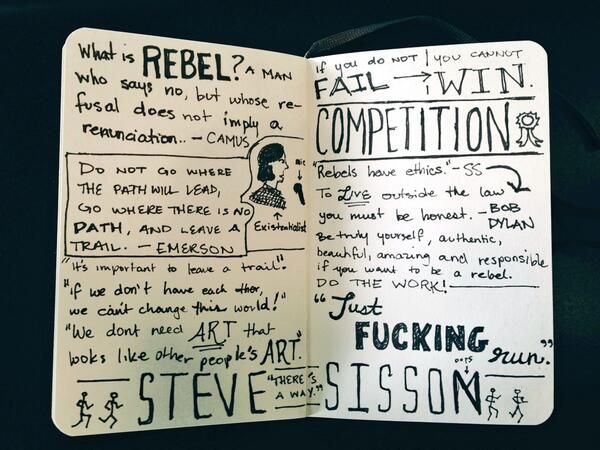 What is REBEL? A MAN
who says no, but whose re-
fusal does not imply a
renunciation.. - CAMUS
DO NOT GO WHERE
THE PATH WILL LEAD,
GO WHERE THERE IS NO
PATH, AND LEAVE A
TRAIL. - EMERSON
mic
Existentialist
"It's important to leave a trail."
"If we don't have each other,
we can't change this world!"
"We dont need ART that
looks like other people's ART."
STEVE
"THERE'S
A WAY."
If you do NOT | you CANNOT
FAIL → WIN.
COMPETITION
"Rebels have ethics." - SS
To LIVE outside the law
you must be honest. - BOB
DYLAN
Be truly yourself, authentic,
beautiful, amazing and responsible
if you want to be a rebel.
DO THE WORK!
"Just
FUCKING
run."
SISSON